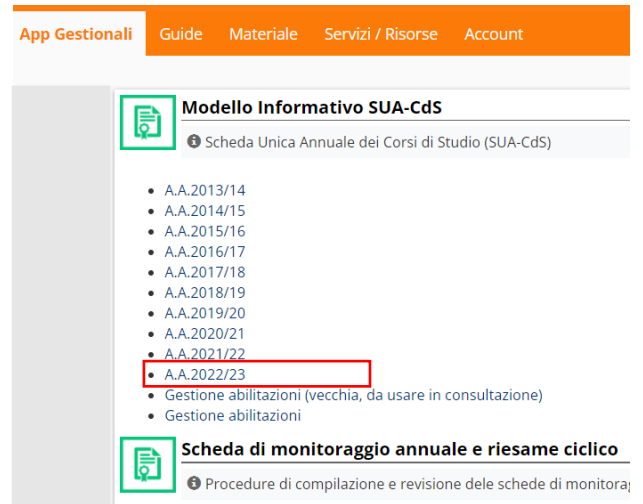 App Gestionali Guide Materiale Servizi / Risorse Account
Modello Informativo SUA-CdS
Scheda Unica Annuale dei Corsi di Studio (SUA-CdS)
A.A.2013/14
A.A.2014/15
A.A.2015/16
A.A.2016/17
A.A.2017/18
A.A.2018/19
A.A.2019/20
A.A.2020/21
A.A.2021/22
A.A.2022/23
Gestione abilitazioni (vecchia, da usare in consultazione)
Gestione abilitazioni
Scheda di monitoraggio annuale e riesame ciclico
Procedure di compilazione e revisione dele schede di monitorag